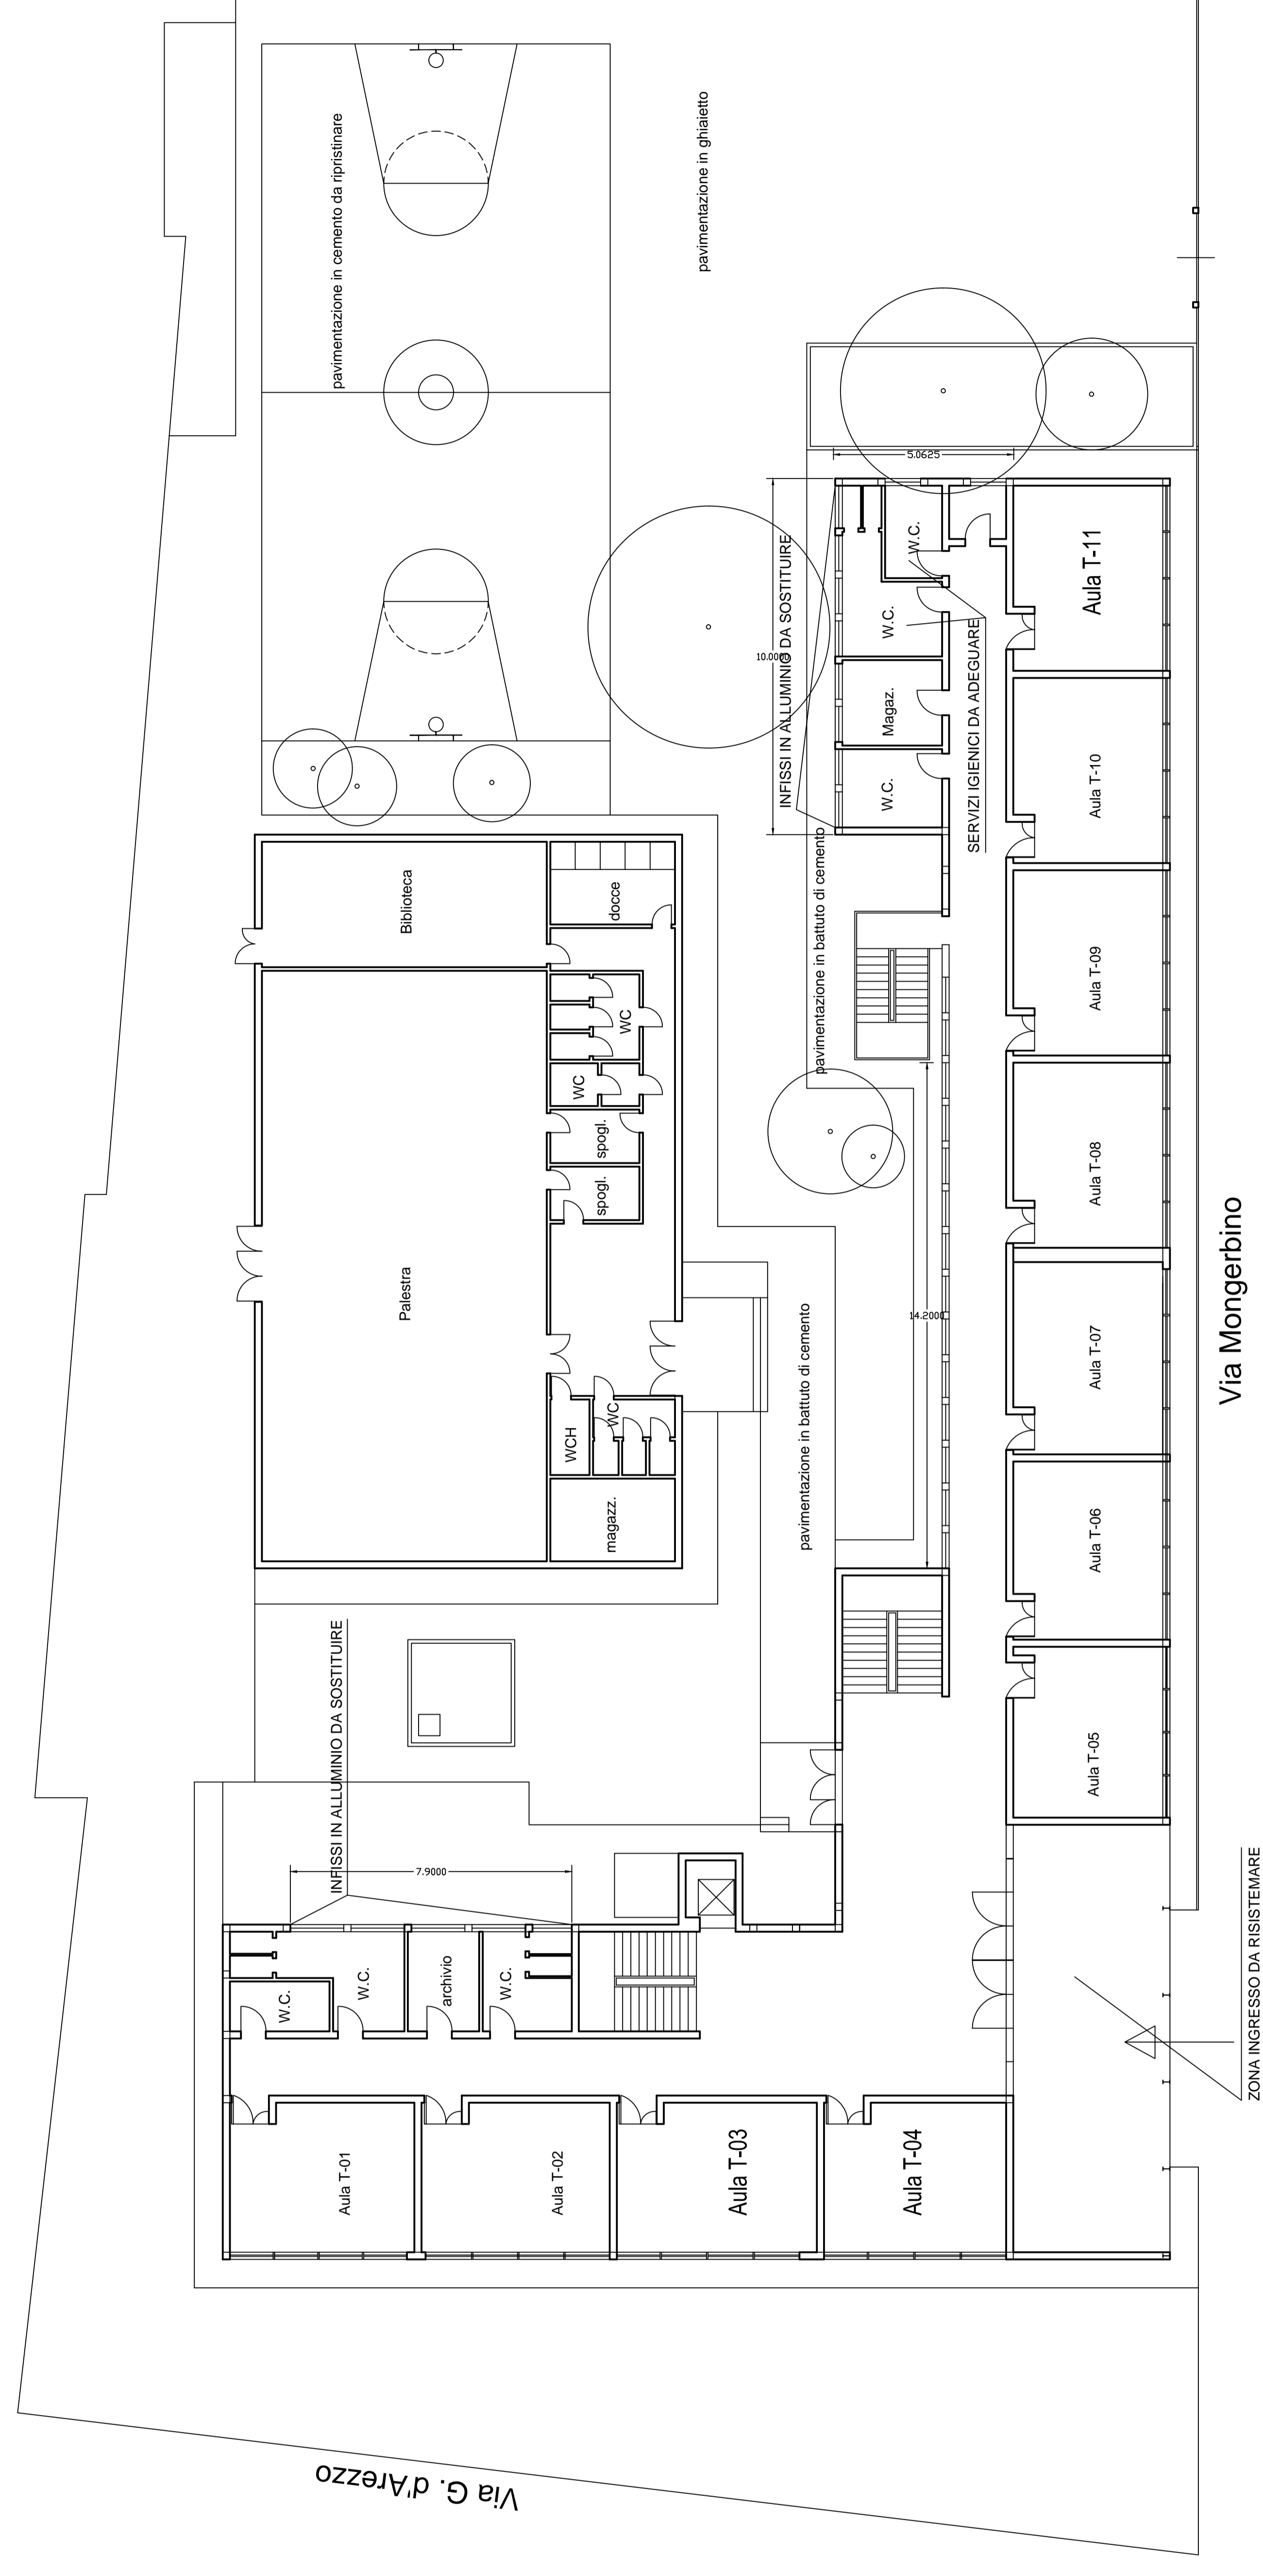 pavimentazione in cemento da ripristinare
pavimentazione in ghiaietto
5.0625
INFISSI IN ALLUMINIO DA SOSTITUIRE
10.0000
W.C.
W.C.
Magaz.
W.C.
SERVIZI IGIENICI DA ADEGUARE
Aula T-11
Aula T-10
Aula T-09
Aula T-08
Aula T-07
Aula T-06
Aula T-05
Biblioteca
docce
WC
WC
spogl.
spogl.
Palestra
WCH
WC
magazz.
pavimentazione in battuto di cemento
pavimentazione in battuto di cemento
14.2000
Via Mongerbino
INFISSI IN ALLUMINIO DA SOSTITUIRE
7.9000
W.C.
W.C.
archivio
W.C.
Aula T-01
Aula T-02
Aula T-03
Aula T-04
ZONA INGRESSO DA RISISTEMARE
Via G. d'Arezzo